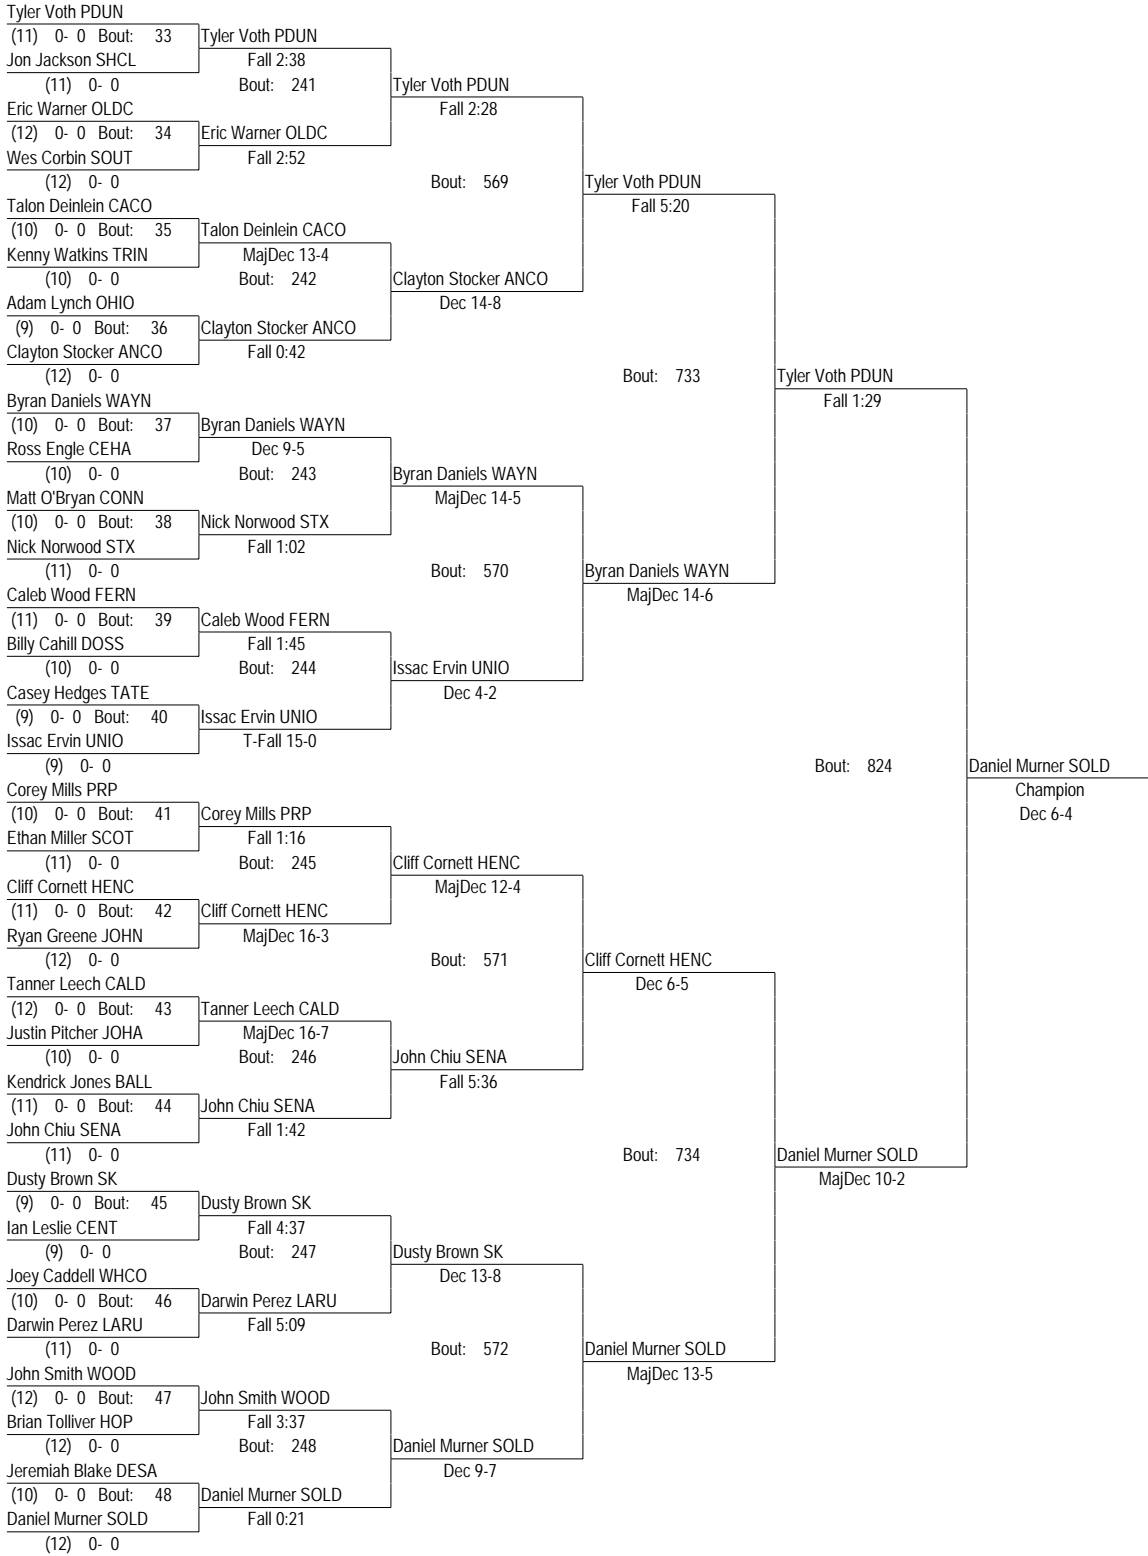 Tyler Voth PDUN
(11) 0- 0 Bout: 33 Tyler Voth PDUN
Jon Jackson SHCL Fall 2:38
(11) 0- 0 Bout: 241 Tyler Voth PDUN
Eric Warner OLDC Fall 2:28
(12) 0- 0 Bout: 34 Eric Warner OLDC
Wes Corbin SOUT Fall 2:52
(12) 0- 0 Bout: 569 Tyler Voth PDUN
Talon Deinlein CACO Fall 5:20
(10) 0- 0 Bout: 35 Talon Deinlein CACO
Kenny Watkins TRIN MajDec 13-4
(10) 0- 0 Bout: 242 Clayton Stocker ANCO
Adam Lynch OHIO Dec 14-8
(9) 0- 0 Bout: 36 Clayton Stocker ANCO
Clayton Stocker ANCO Fall 0:42
(12) 0- 0 Bout: 733 Tyler Voth PDUN
Byran Daniels WAYN Fall 1:29
(10) 0- 0 Bout: 37 Byran Daniels WAYN
Ross Engle CEHA Dec 9-5
(10) 0- 0 Bout: 243 Byran Daniels WAYN
Matt O'Bryan CONN MajDec 14-5
(10) 0- 0 Bout: 38 Nick Norwood STX
Nick Norwood STX Fall 1:02
(11) 0- 0 Bout: 570 Byran Daniels WAYN
Caleb Wood FERN MajDec 14-6
(11) 0- 0 Bout: 39 Caleb Wood FERN
Billy Cahill DOSS Fall 1:45
(10) 0- 0 Bout: 244 Issac Ervin UNIO
Casey Hedges TATE Dec 4-2
(9) 0- 0 Bout: 40 Issac Ervin UNIO
Issac Ervin UNIO T-Fall 15-0
(9) 0- 0 Bout: 824 Daniel Murner SOLD
Corey Mills PRP Champion
(10) 0- 0 Bout: 41 Corey Mills PRP Dec 6-4
Ethan Miller SCOT Fall 1:16
(11) 0- 0 Bout: 245 Cliff Cornett HENC
Cliff Cornett HENC MajDec 12-4
(11) 0- 0 Bout: 42 Cliff Cornett HENC
Ryan Greene JOHN MajDec 16-3
(12) 0- 0 Bout: 571 Cliff Cornett HENC
Tanner Leech CALD Dec 6-5
(12) 0- 0 Bout: 43 Tanner Leech CALD
Justin Pitcher JOHA MajDec 16-7
(10) 0- 0 Bout: 246 John Chiu SENA
Kendrick Jones BALL Fall 5:36
(11) 0- 0 Bout: 44 John Chiu SENA
John Chiu SENA Fall 1:42
(11) 0- 0 Bout: 734 Daniel Murner SOLD
Dusty Brown SK MajDec 10-2
(9) 0- 0 Bout: 45 Dusty Brown SK
Ian Leslie CENT Fall 4:37
(9) 0- 0 Bout: 247 Dusty Brown SK
Joey Caddell WHCO Dec 13-8
(10) 0- 0 Bout: 46 Darwin Perez LARU
Darwin Perez LARU Fall 5:09
(11) 0- 0 Bout: 572 Daniel Murner SOLD
John Smith WOOD MajDec 13-5
(12) 0- 0 Bout: 47 John Smith WOOD
Brian Tolliver HOP Fall 3:37
(12) 0- 0 Bout: 248 Daniel Murner SOLD
Jeremiah Blake DESA Dec 9-7
(10) 0- 0 Bout: 48 Daniel Murner SOLD
Daniel Murner SOLD Fall 0:21
(12) 0- 0